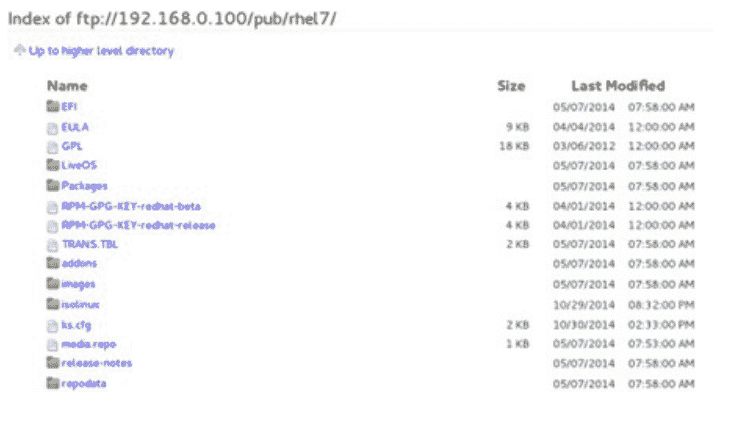 Index of ftp://192.168.0.100/pub/rhel7/
Up to higher level directory
Name Size Last Modified
EFI 05/07/2014 07:58:00 AM
EULA 9 KB 04/04/2014 12:00:00 AM
GPL 18 KB 03/06/2012 12:00:00 AM
LiveOS 05/07/2014 07:58:00 AM
Packages 05/07/2014 07:58:00 AM
RPM-GPG-KEY-redhat-beta 4 KB 04/01/2014 12:00:00 AM
RPM-GPG-KEY-redhat-release 4 KB 04/01/2014 12:00:00 AM
TRANS.TBL 2 KB 05/07/2014 07:58:00 AM
addons 05/07/2014 07:58:00 AM
images 05/07/2014 07:58:00 AM
isolinux 10/29/2014 08:32:00 PM
ks.cfg 2 KB 10/30/2014 02:33:00 PM
media.repo 1 KB 05/07/2014 07:53:00 AM
release-notes 05/07/2014 07:58:00 AM
repodata 05/07/2014 07:58:00 AM